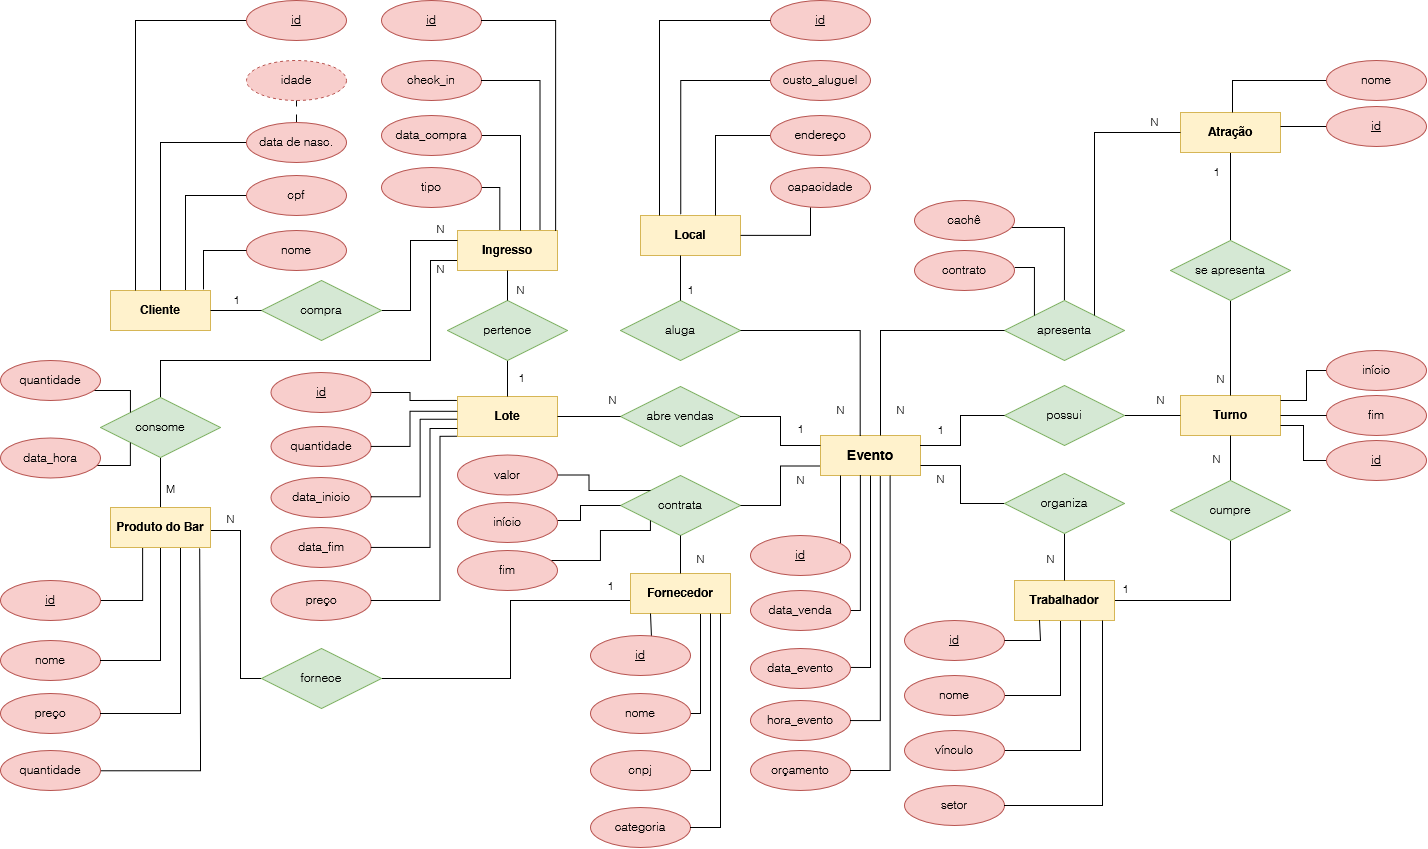 id
id
id
idade
check_in
custo_aluguel
nome
Atração
id
N
data de nasc.
data_compra
endereço
cpf
tipo
capacidade
1
cachê
nome
N
Ingresso
Local
contrato
se apresenta
N
Cliente
1
compra
N
1
pertence
aluga
apresenta
quantidade
1
N
início
id
Lote
N
abre vendas
N
N
possui
N
Turno
fim
consome
1
1
quantidade
Evento
id
data_hora
valor
N
N
N
M
data_inicio
início
contrata
organiza
cumpre
Produto do Bar
N
data_fim
fim
N
id
N
id
preço
1
Fornecedor
data_venda
Trabalhador
1
nome
fornece
id
data_evento
id
preço
nome
hora_evento
nome
quantidade
cnpj
orçamento
vínculo
categoria
setor